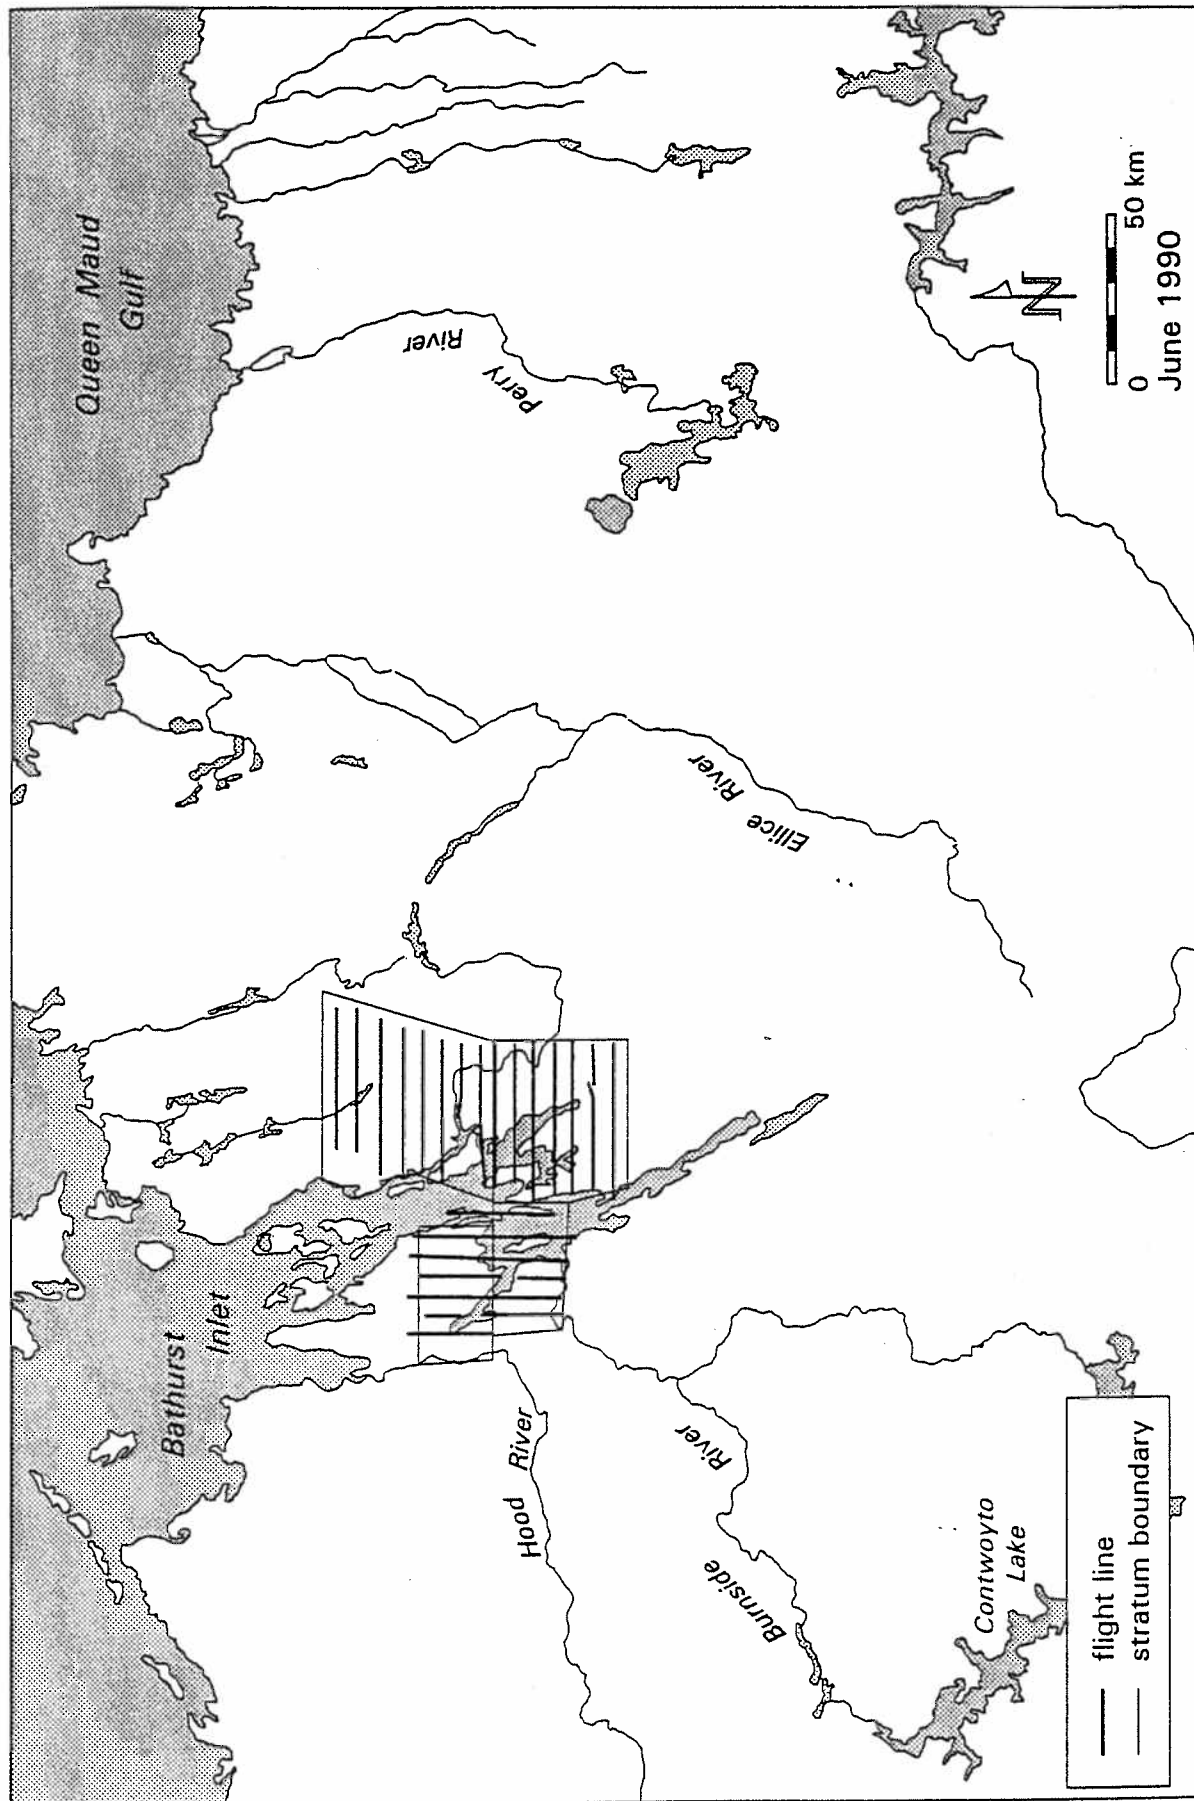 Queen Maud
Gulf
Bathurst
Inlet
Perry
River
Ellice River
Hood River
Burnside
River
Contwoyto
Lake
N
0 50 km
June 1990
flight line
stratum boundary